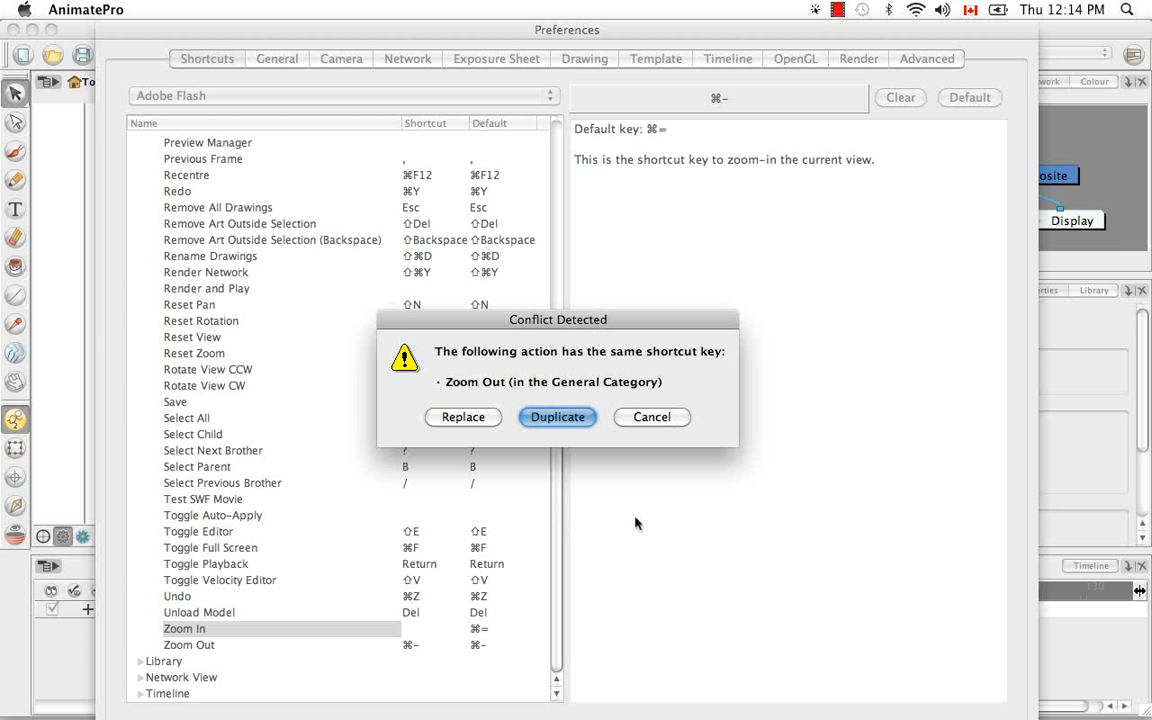 AnimatePro
Thu 12:14 PM
Preferences
Shortcuts General Camera Network Exposure Sheet Drawing Template Timeline OpenGL Render Advanced
Adobe Flash
⌘-
Clear
Default
Name Shortcut Default
Preview Manager
Previous Frame , ,
Recentre ⌘F12 ⌘F12
Redo ⌘Y ⌘Y
Remove All Drawings Esc Esc
Remove Art Outside Selection ⇧Del ⇧Del
Remove Art Outside Selection (Backspace) ⇧Backspace ⇧Backspace
Rename Drawings ⇧⌘D ⇧⌘D
Render Network ⇧⌘Y ⇧⌘Y
Render and Play
Reset Pan ⇧N ⇧N
Reset Rotation
Reset View
Reset Zoom
Rotate View CCW
Rotate View CW
Save
Select All
Select Child
Select Next Brother ? ?
Select Parent B B
Select Previous Brother / /
Test SWF Movie
Toggle Auto-Apply
Toggle Editor ⇧E ⇧E
Toggle Full Screen ⌘F ⌘F
Toggle Playback Return Return
Toggle Velocity Editor ⇧V ⇧V
Undo ⌘Z ⌘Z
Unload Model Del Del
Zoom In ⌘=
Zoom Out ⌘- ⌘-
Library
Network View
Timeline
Default key: ⌘=
This is the shortcut key to zoom-in the current view.
Conflict Detected
The following action has the same shortcut key:
· Zoom Out (in the General Category)
Replace Duplicate Cancel
Colour
Display
Library
Timeline